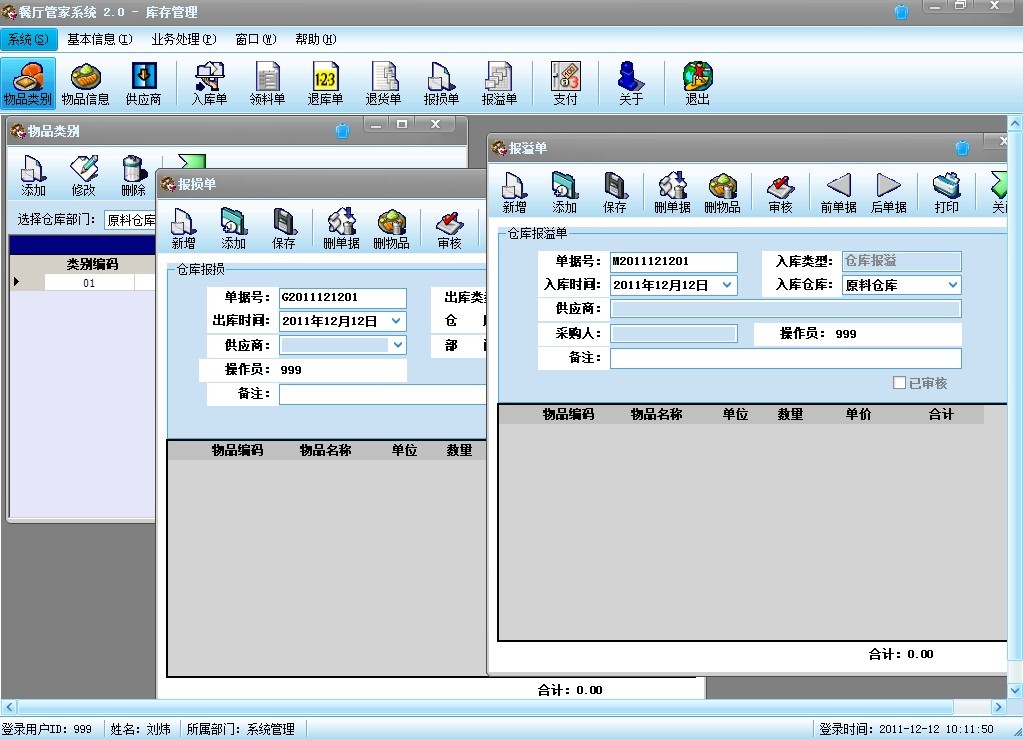 餐厅管家系统 2.0 - 库存管理
系统(S) 基本信息(I) 业务处理(P) 窗口(W) 帮助(H)
物品类别 物品信息 供应商 入库单 领料单 退库单 退货单 报损单 报溢单 支付 关于 退出
物品类别
添加 修改 删除
选择仓库部门: 原料仓库
类别编码
01
报损单
新增 添加 保存 删单据 删物品 审核
仓库报损
单据号: G2011121201 出库类
出库时间: 2011年12月12日 仓
供应商: 部
操作员: 999
备注:
物品编码 物品名称 单位 数量
合计: 0.00
报溢单
新增 添加 保存 删单据 删物品 审核 前单据 后单据 打印 关
仓库报溢单
单据号: M2011121201 入库类型: 仓库报溢
入库时间: 2011年12月12日 入库仓库: 原料仓库
供应商:
采购人: 操作员: 999
备注:
已审核
物品编码 物品名称 单位 数量 单价 合计
合计: 0.00
登录用户ID: 999 姓名: 刘炜 所属部门: 系统管理 登录时间: 2011-12-12 10:11:50